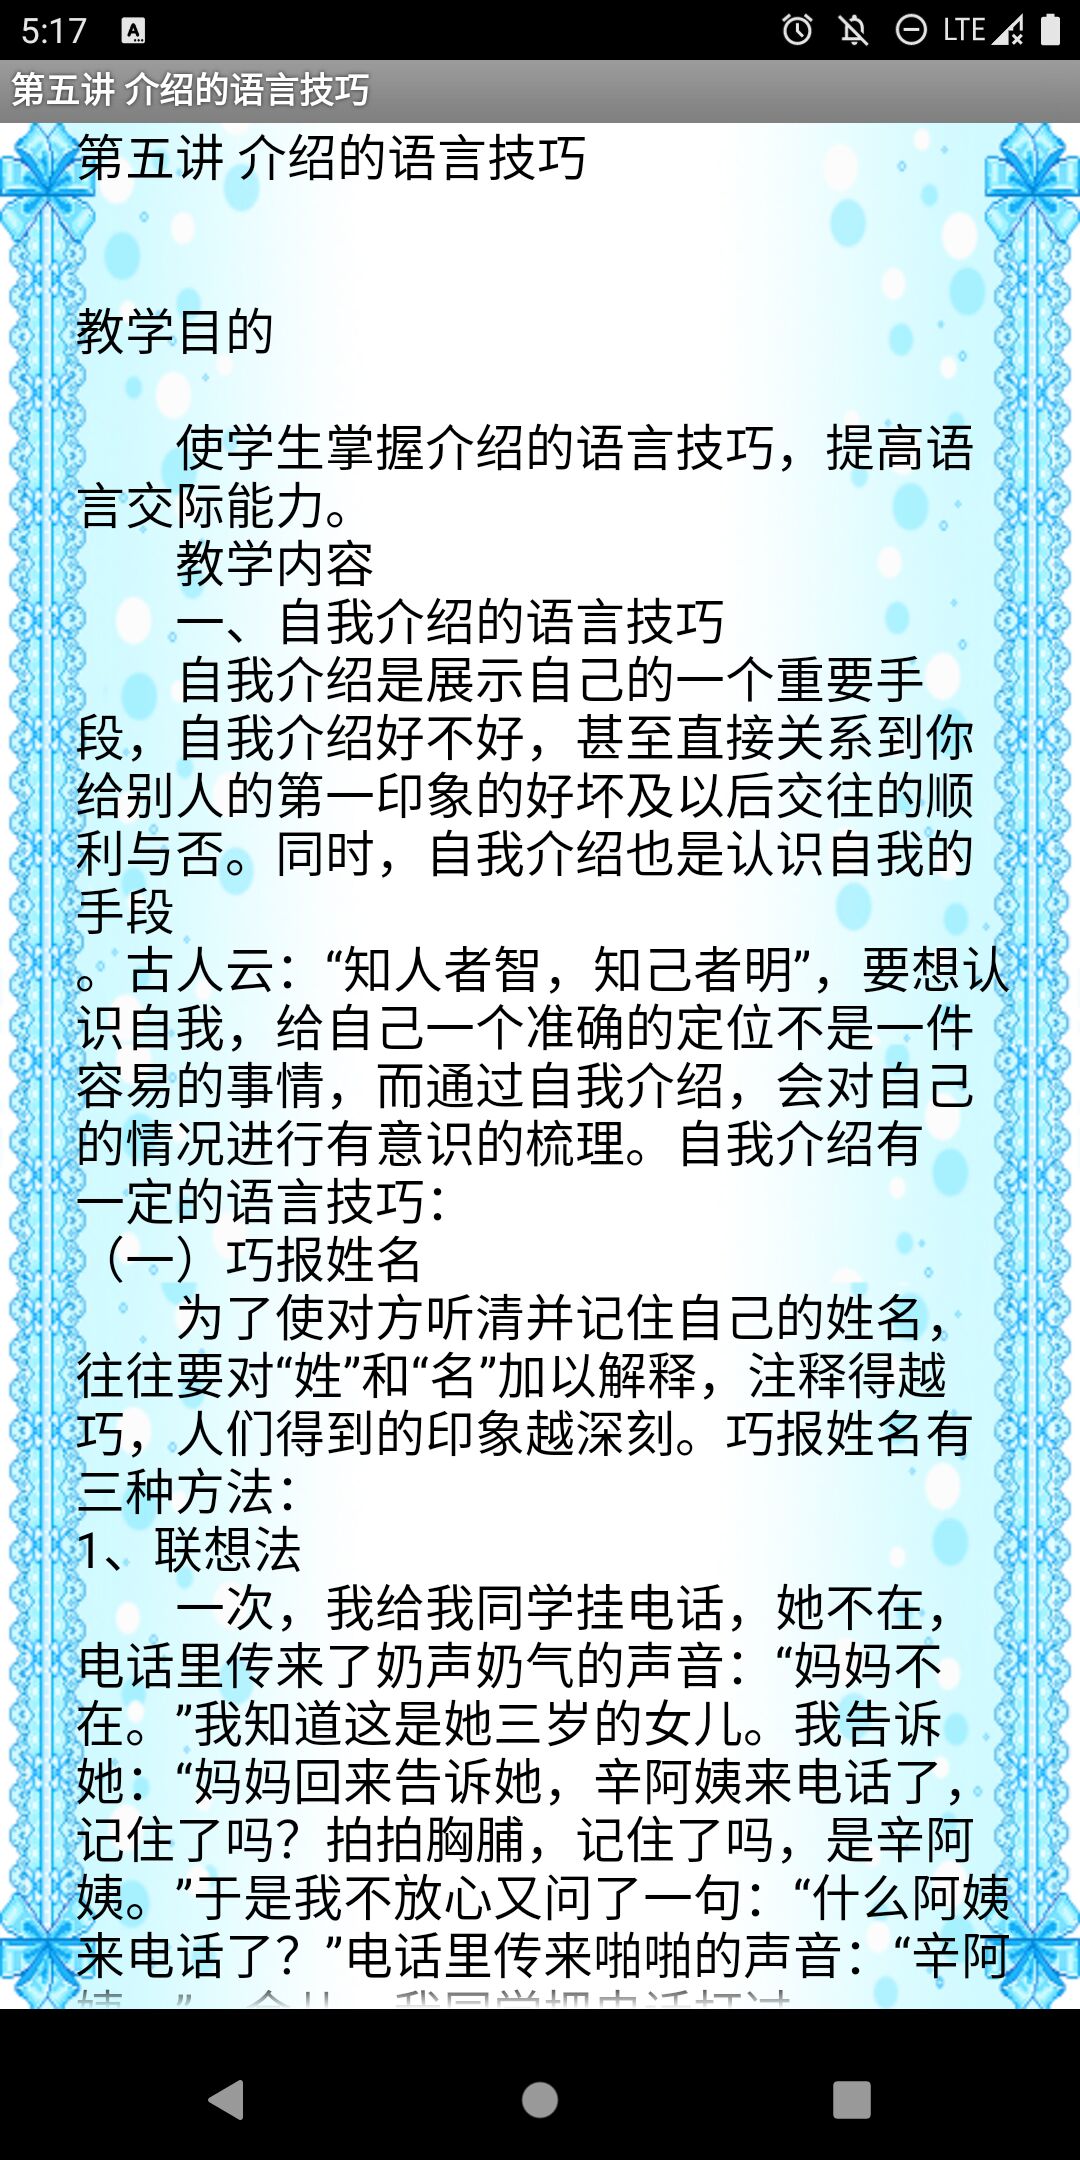 5:17
LTE
第五讲 介绍的语言技巧
第五讲 介绍的语言技巧
教学目的
使学生掌握介绍的语言技巧，提高语
言交际能力。
教学内容
一、自我介绍的语言技巧
自我介绍是展示自己的一个重要手
段，自我介绍好不好，甚至直接关系到你
给别人的第一印象的好坏及以后交往的顺
利与否。同时，自我介绍也是认识自我的
手段
。古人云：“知人者智，知己者明”，要想认
识自我，给自己一个准确的定位不是一件
容易的事情，而通过自我介绍，会对自己
的情况进行有意识的梳理。自我介绍有
一定的语言技巧：
（一）巧报姓名
为了使对方听清并记住自己的姓名，
往往要对“姓”和“名”加以解释，注释得越
巧，人们得到的印象越深刻。巧报姓名有
三种方法：
1、联想法
一次，我给我同学挂电话，她不在，
电话里传来了奶声奶气的声音：“妈妈不
在。”我知道这是她三岁的女儿。我告诉
她：“妈妈回来告诉她，辛阿姨来电话了，
记住了吗？拍拍胸脯，记住了吗，是辛阿
姨。”于是我不放心又问了一句：“什么阿姨
来电话了？”电话里传来啪啪的声音：“辛阿